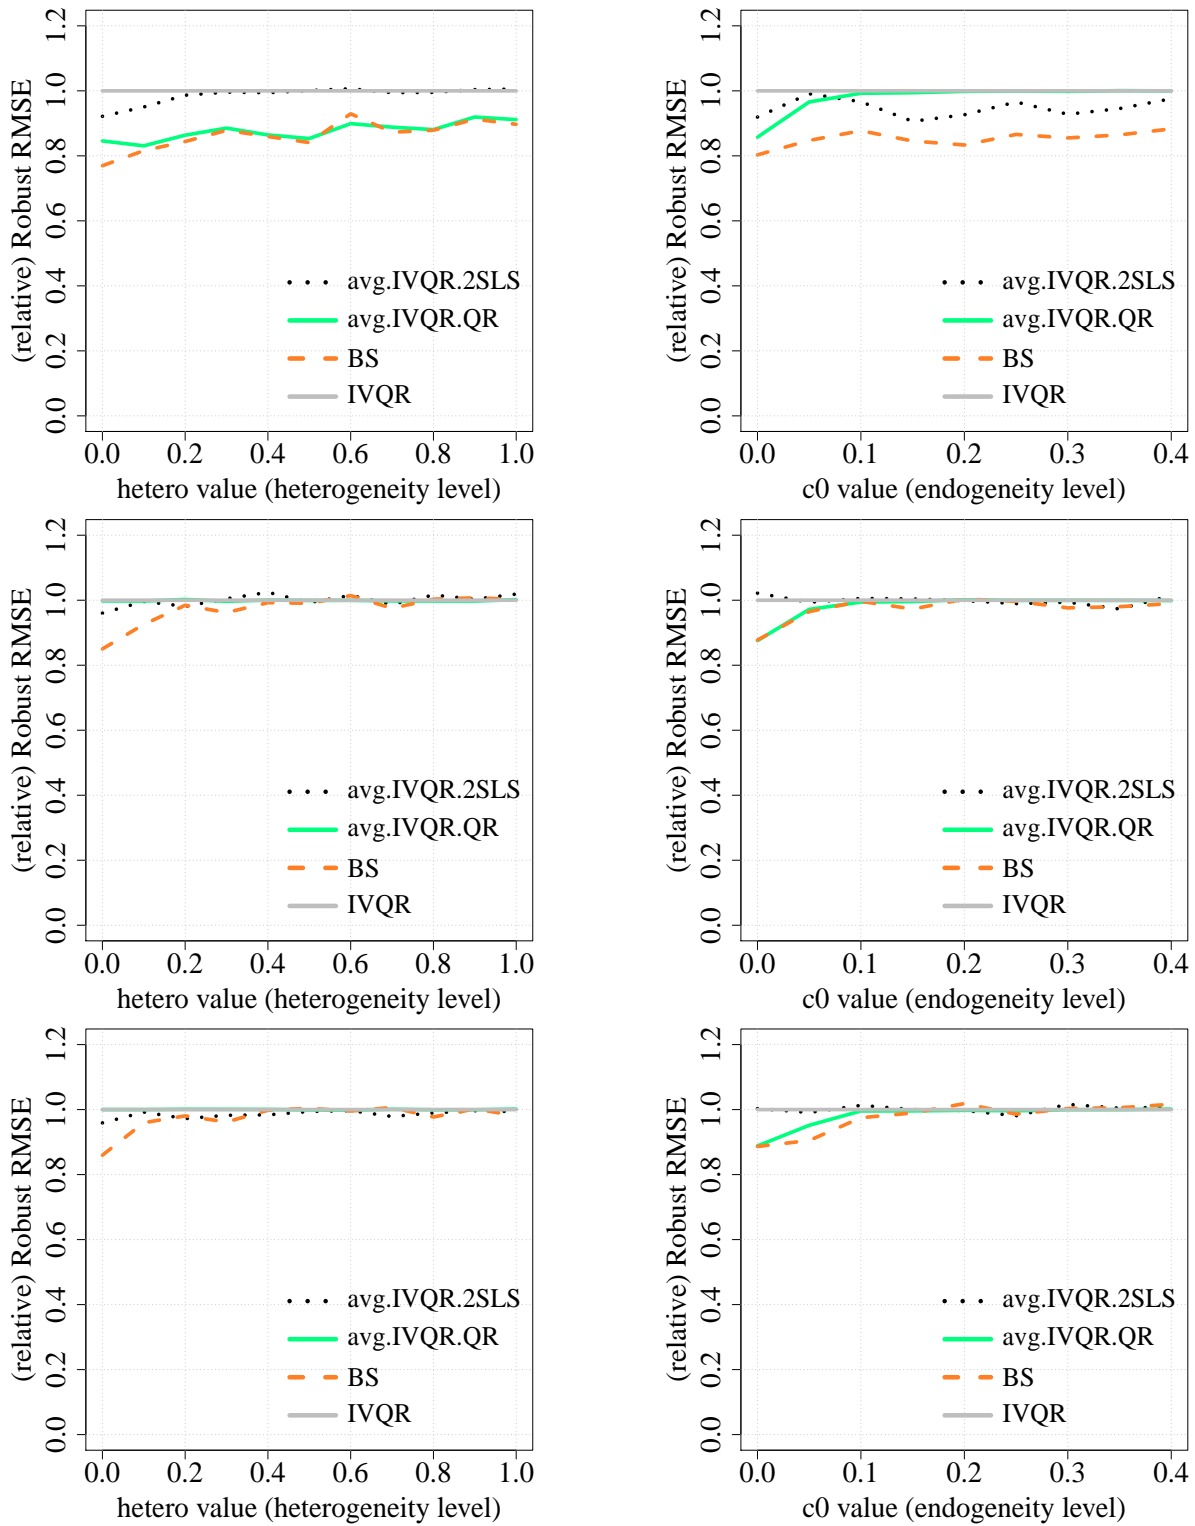 (relative) Robust RMSE
1.2
1.0
0.8
0.6
0.4
0.2
0.0
avg.IVQR.2SLS
avg.IVQR.QR
BS
IVQR
0.0 0.2 0.4 0.6 0.8 1.0
hetero value (heterogeneity level)
(relative) Robust RMSE
1.2
1.0
0.8
0.6
0.4
0.2
0.0
avg.IVQR.2SLS
avg.IVQR.QR
BS
IVQR
0.0 0.1 0.2 0.3 0.4
c0 value (endogeneity level)
(relative) Robust RMSE
1.2
1.0
0.8
0.6
0.4
0.2
0.0
avg.IVQR.2SLS
avg.IVQR.QR
BS
IVQR
0.0 0.2 0.4 0.6 0.8 1.0
hetero value (heterogeneity level)
(relative) Robust RMSE
1.2
1.0
0.8
0.6
0.4
0.2
0.0
avg.IVQR.2SLS
avg.IVQR.QR
BS
IVQR
0.0 0.1 0.2 0.3 0.4
c0 value (endogeneity level)
(relative) Robust RMSE
1.2
1.0
0.8
0.6
0.4
0.2
0.0
avg.IVQR.2SLS
avg.IVQR.QR
BS
IVQR
0.0 0.2 0.4 0.6 0.8 1.0
hetero value (heterogeneity level)
(relative) Robust RMSE
1.2
1.0
0.8
0.6
0.4
0.2
0.0
avg.IVQR.2SLS
avg.IVQR.QR
BS
IVQR
0.0 0.1 0.2 0.3 0.4
c0 value (endogeneity level)